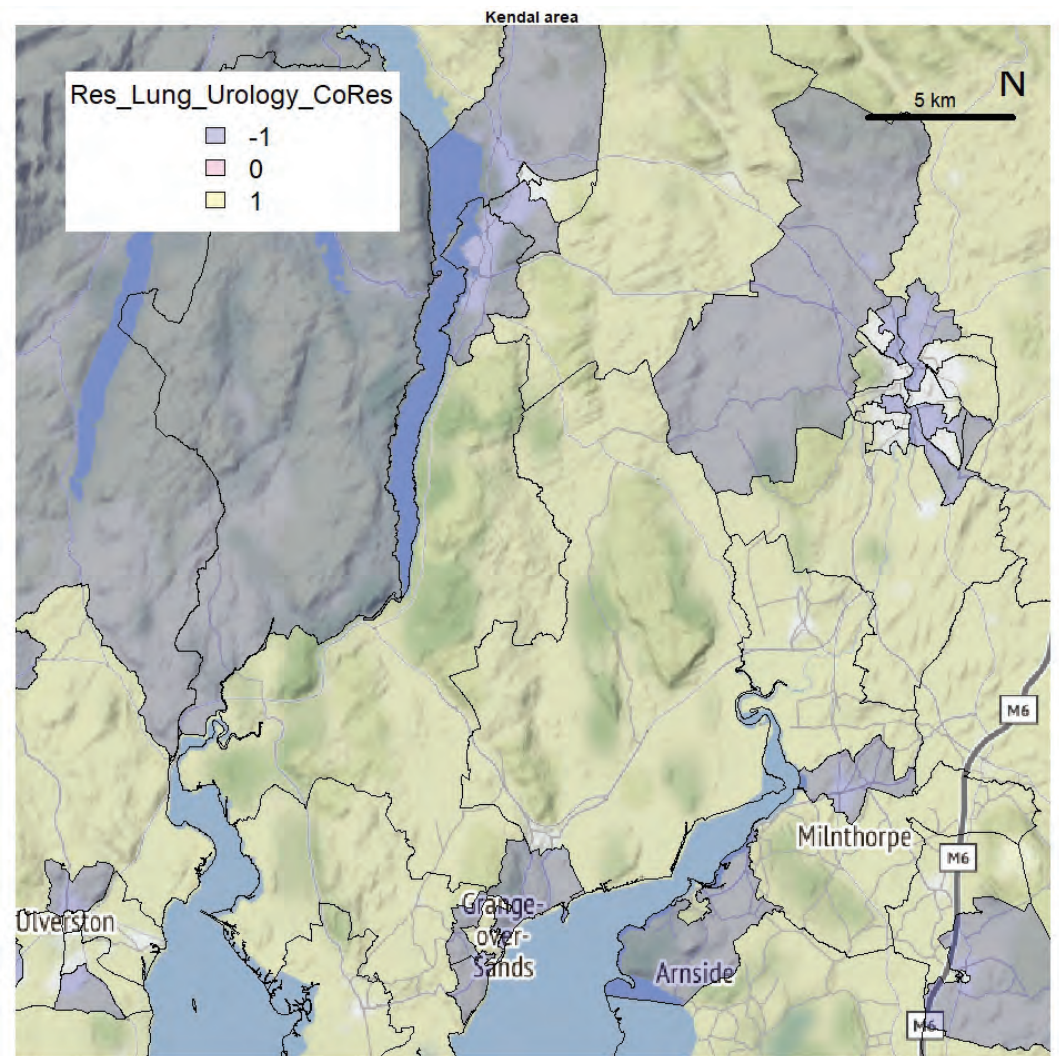 Kendal area
Res_Lung_Urology_CoRes
-1
0
1
N
5 km
M6
Milnthorpe
M6
Grange-
over-
Sands
Ulverston
Arnside
M6